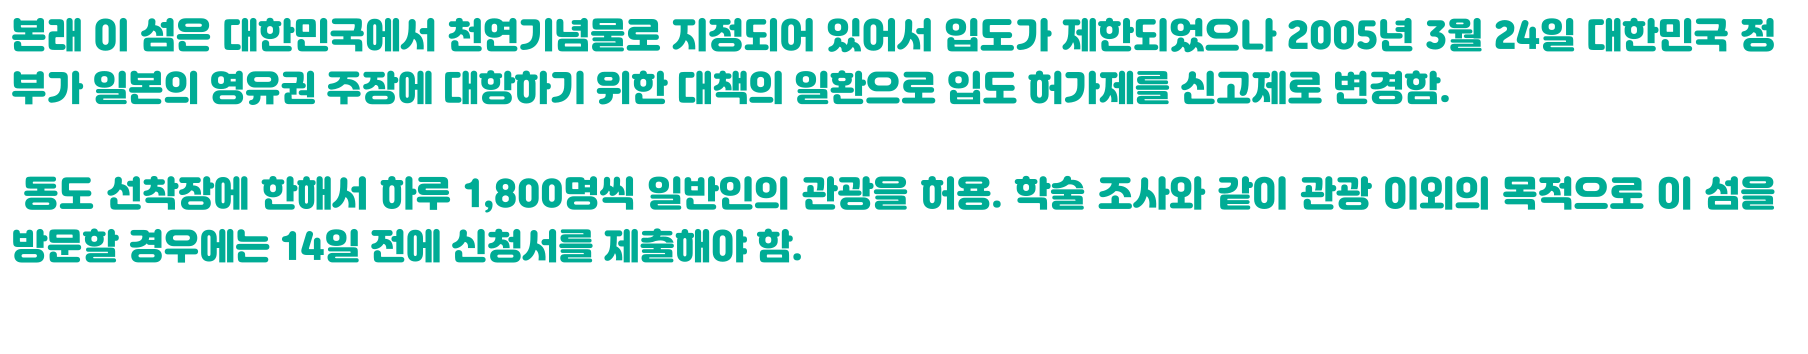 본래 이 섬은 대한민국에서 천연기념물로 지정되어 있어서 입도가 제한되었으나 2005년 3월 24일 대한민국 정
부가 일본의 영유권 주장에 대항하기 위한 대책의 일환으로 입도 허가제를 신고제로 변경함.
동도 선착장에 한해서 하루 1,800명씩 일반인의 관광을 허용. 학술 조사와 같이 관광 이외의 목적으로 이 섬을
방문할 경우에는 14일 전에 신청서를 제출해야 함.